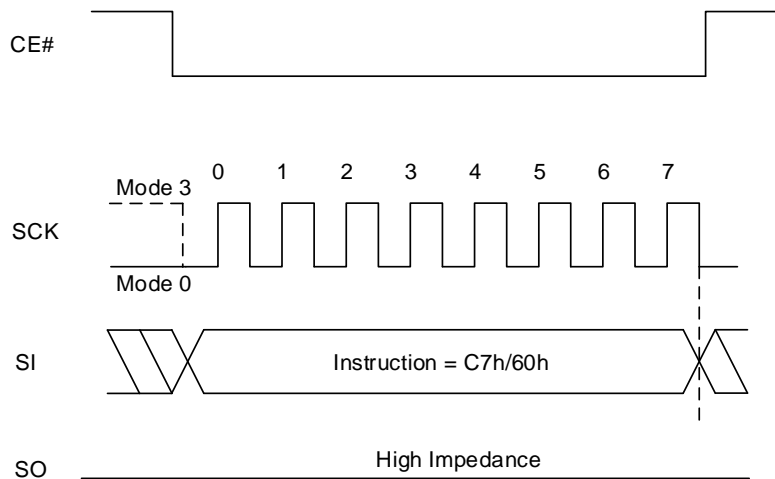 CE#
0 1 2 3 4 5 6 7
Mode 3
SCK
Mode 0
SI
Instruction = C7h/60h
SO
High Impedance